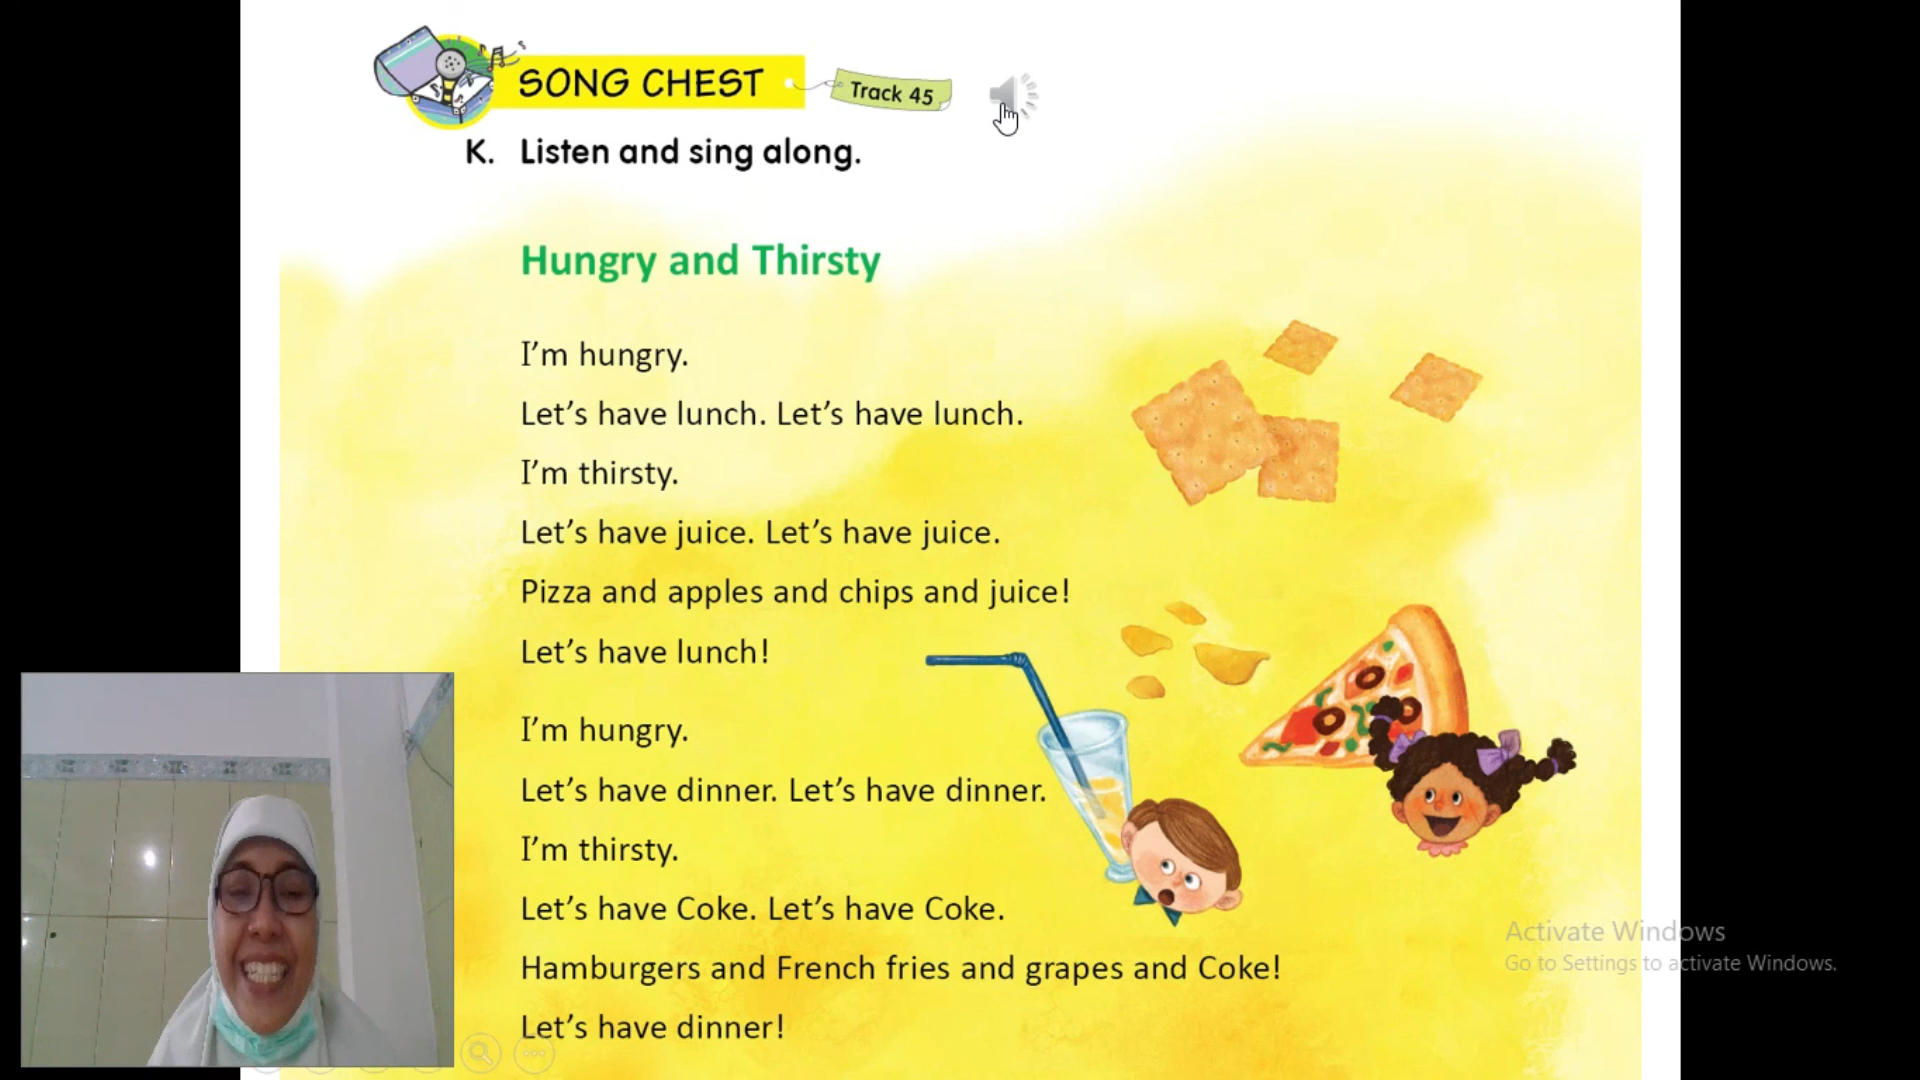 SONG CHEST
Track 45
K. Listen and sing along.
Hungry and Thirsty
I'm hungry.
Let's have lunch. Let's have lunch.
I'm thirsty.
Let's have juice. Let's have juice.
Pizza and apples and chips and juice!
Let's have lunch!
I'm hungry.
Let's have dinner. Let's have dinner.
I'm thirsty.
Let's have Coke. Let's have Coke.
Hamburgers and French fries and grapes and Coke!
Let's have dinner!
Activate Windows
Go to Settings to activate Windows.